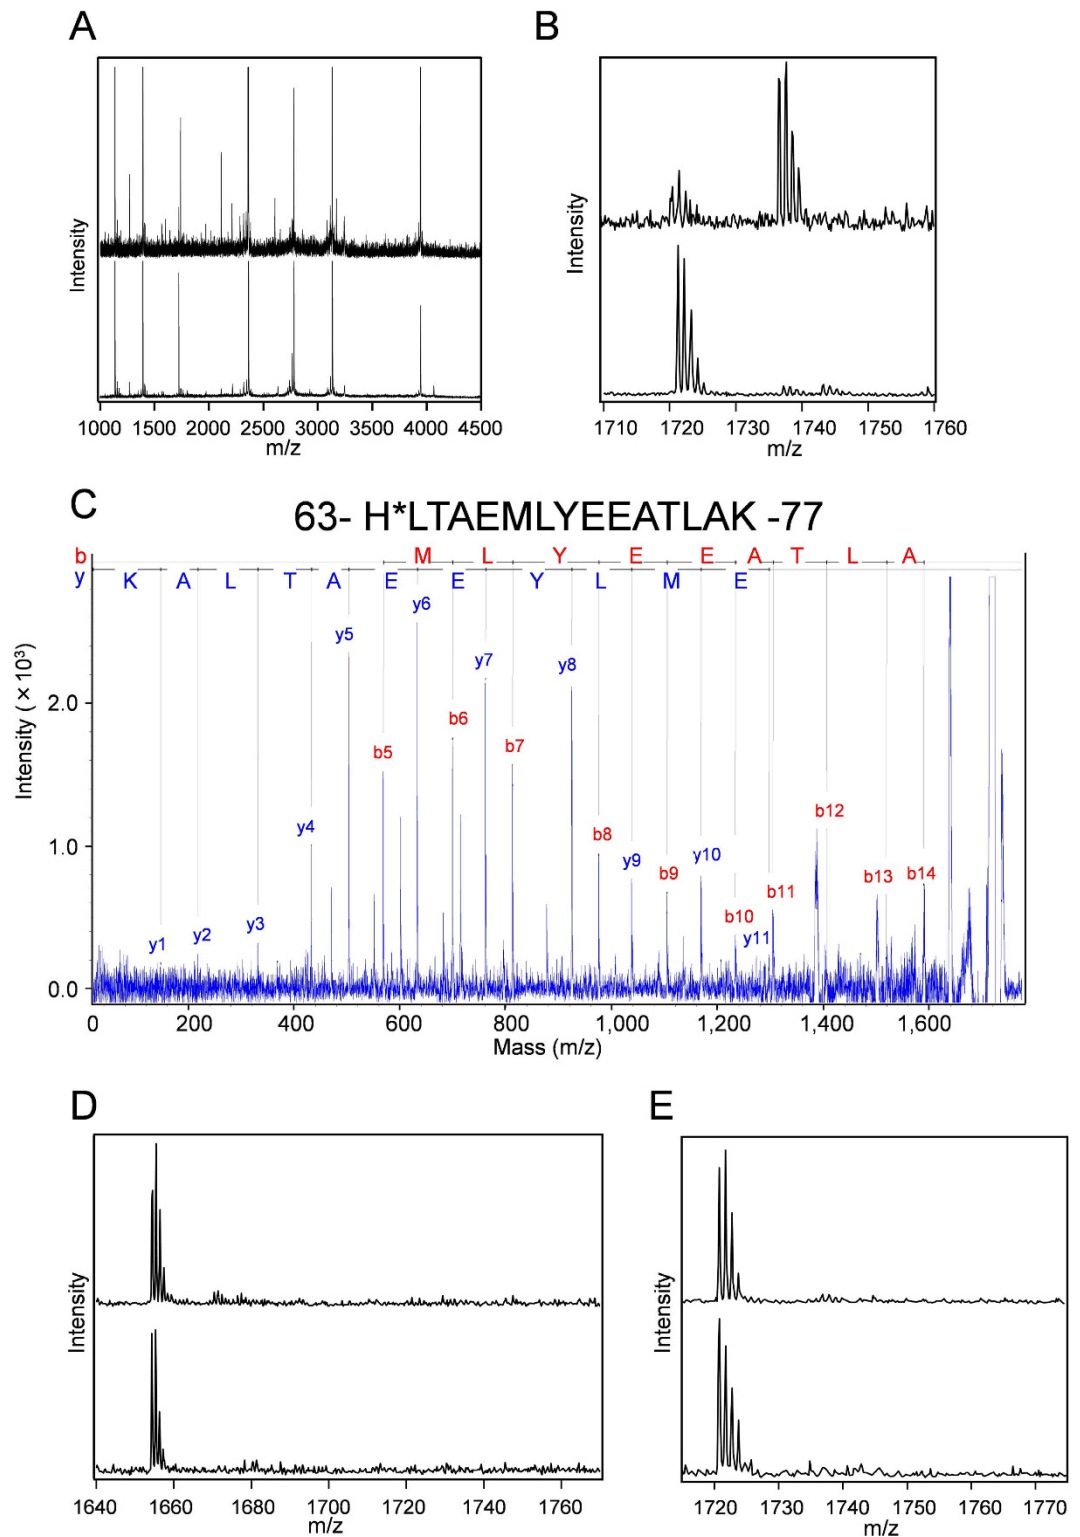 A
B
Intensity
1000 1500 2000 2500 3000 3500 4000 4500
m/z
Intensity
1710 1720 1730 1740 1750 1760
m/z
C
63- H*LTAEMLYEEATLAK -77
b M L Y E E A T L A
y K A L T A E E Y L M E
y6
y5
y7
y8
b6
b5
b7
y4
b8
b12
y9
y10
b9
b13
b14
b11
b10
y3
y2
y1
y11
Intensity ( × 10³)
2.0
1.0
0.0
0 200 400 600 800 1,000 1,200 1,400 1,600
Mass (m/z)
D
E
Intensity
1640 1660 1680 1700 1720 1740 1760
m/z
Intensity
1720 1730 1740 1750 1760 1770
m/z